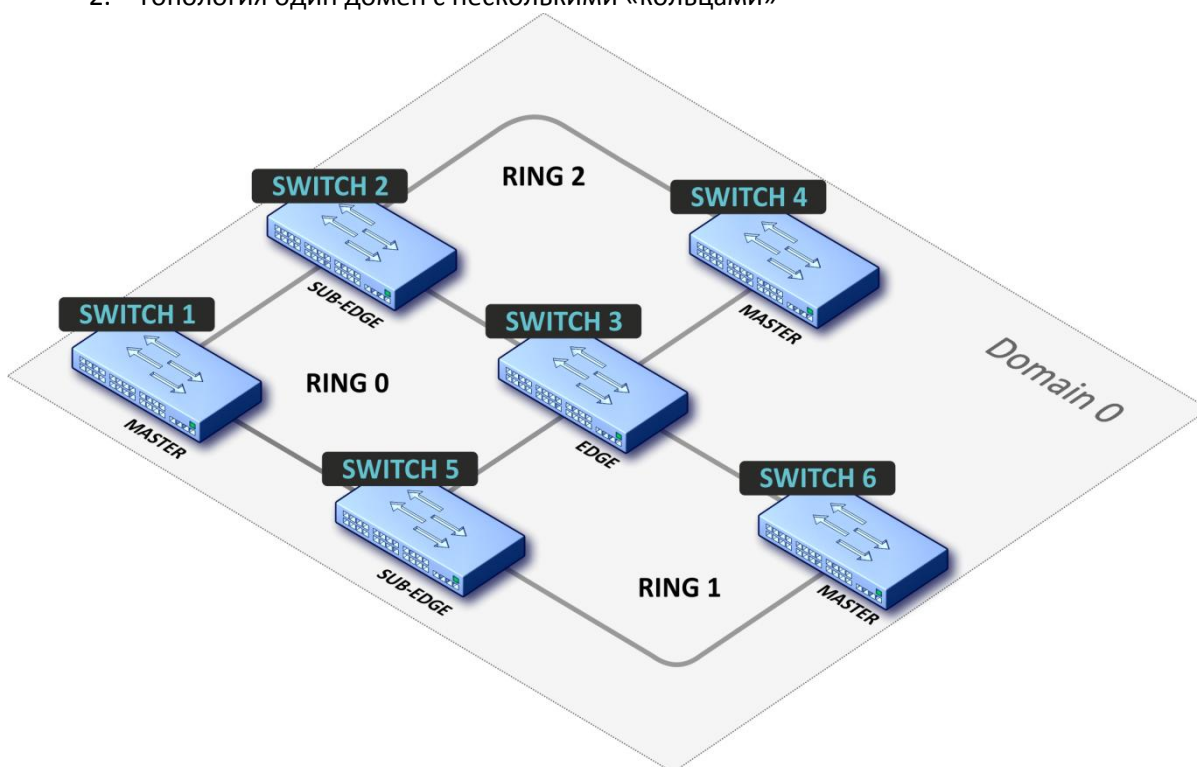 2. Топология один домен с несколькими «кольцами»
RING 2
SWITCH 2
SWITCH 4
SUB-EDGE
SWITCH 1
SWITCH 3
MASTER
Domain 0
RING 0
MASTER
EDGE
SWITCH 5
SWITCH 6
SUB-EDGE
RING 1
MASTER